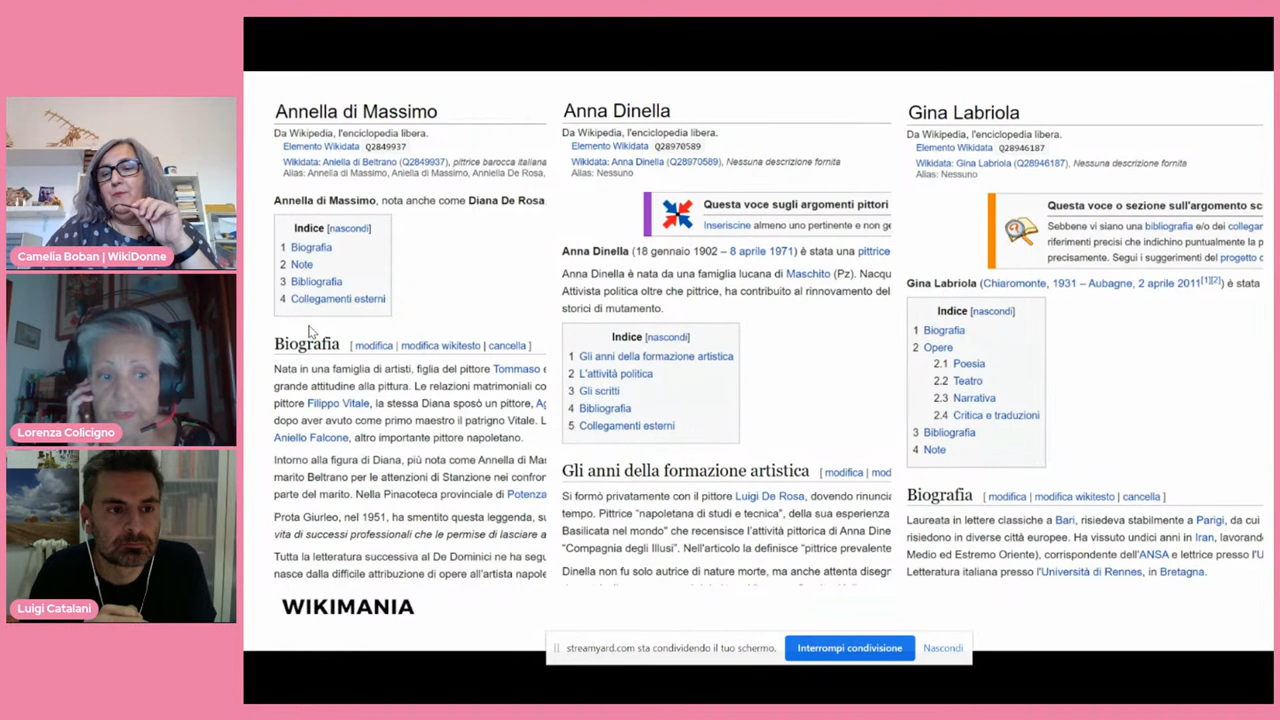 Camelia Boban | WikiDonne
Lorenza Colicigno
Luigi Catalani
Annella di Massimo
Da Wikipedia, l'enciclopedia libera.
Elemento Wikidata Q2849937
Wikidata: Aniella di Beltrano (Q2849937), pittrice barocca italiana
Alias: Annella di Massimo, Aniella di Massimo, Anniella De Rosa,
Annella di Massimo, nota anche come Diana De Rosa
Indice [nascondi]
1 Biografia
2 Note
3 Bibliografia
4 Collegamenti esterni
Biografia [ modifica | modifica wikitesto | cancella ]
Nata in una famiglia di artisti, figlia del pittore Tommaso e
grande attitudine alla pittura. Le relazioni matrimoniali co
pittore Filippo Vitale, la stessa Diana sposò un pittore, Ag
dopo aver avuto come primo maestro il patrigno Vitale. L
Aniello Falcone, altro importante pittore napoletano.
Intorno alla figura di Diana, più nota come Annella di Mas
marito Beltrano per le attenzioni di Stanzione nei confron
parte del marito. Nella Pinacoteca provinciale di Potenza
Prota Giurleo, nel 1951, ha smentito questa leggenda, su
vita di successi professionali che le permise di lasciare a
Tutta la letteratura successiva al De Dominici ne ha segu
nasce dalla difficile attribuzione di opere all'artista napole
Anna Dinella
Da Wikipedia, l'enciclopedia libera.
Elemento Wikidata Q28970589
Wikidata: Anna Dinella (Q28970589), Nessuna descrizione fornita
Alias: Nessuno
Questa voce sugli argomenti pittori
Inseriscine almeno uno pertinente e non ge
Anna Dinella (18 gennaio 1902 – 8 aprile 1971) è stata una pittrice
Anna Dinella è nata da una famiglia lucana di Maschito (Pz). Nacqu
Attivista politica oltre che pittrice, ha contribuito al rinnovamento del
storici di mutamento.
Indice [nascondi]
1 Gli anni della formazione artistica
2 L'attività politica
3 Gli scritti
4 Bibliografia
5 Collegamenti esterni
Gli anni della formazione artistica [ modifica | mod
Si formò privatamente con il pittore Luigi De Rosa, dovendo rinuncia
tempo. Pittrice "napoletana di studi e tecnica", della sua esperienza
Basilicata nel mondo" che recensisce l'attività pittorica di Anna Dine
"Compagnia degli Illusi". Nell'articolo la definisce "pittrice prevalente
Dinella non fu solo autrice di nature morte, ma anche attenta disegn
Gina Labriola
Da Wikipedia, l'enciclopedia libera.
Elemento Wikidata Q28946187
Wikidata: Gina Labriola (Q28946187), Nessuna descrizione fornita
Alias: Nessuno
Questa voce o sezione sull'argomento sc
Sebbene vi siano una bibliografia e/o dei collegar
riferimenti precisi che indichino puntualmente la p
precisamente. Segui i suggerimenti del progetto c
Gina Labriola (Chiaromonte, 1931 – Aubagne, 2 aprile 2011[1][2]) è stata
Indice [nascondi]
1 Biografia
2 Opere
2.1 Poesia
2.2 Teatro
2.3 Narrativa
2.4 Critica e traduzioni
3 Bibliografia
4 Note
Biografia [ modifica | modifica wikitesto | cancella ]
Laureata in lettere classiche a Bari, risiedeva stabilmente a Parigi, da cui
risiedono in diverse città europee. Ha vissuto undici anni in Iran, lavorando
Medio ed Estremo Oriente), corrispondente dell'ANSA e lettrice presso l'U
Letteratura italiana presso l'Università di Rennes, in Bretagna.
WIKIMANIA
streamyard.com sta condividendo il tuo schermo.
Interrompi condivisione
Nascondi